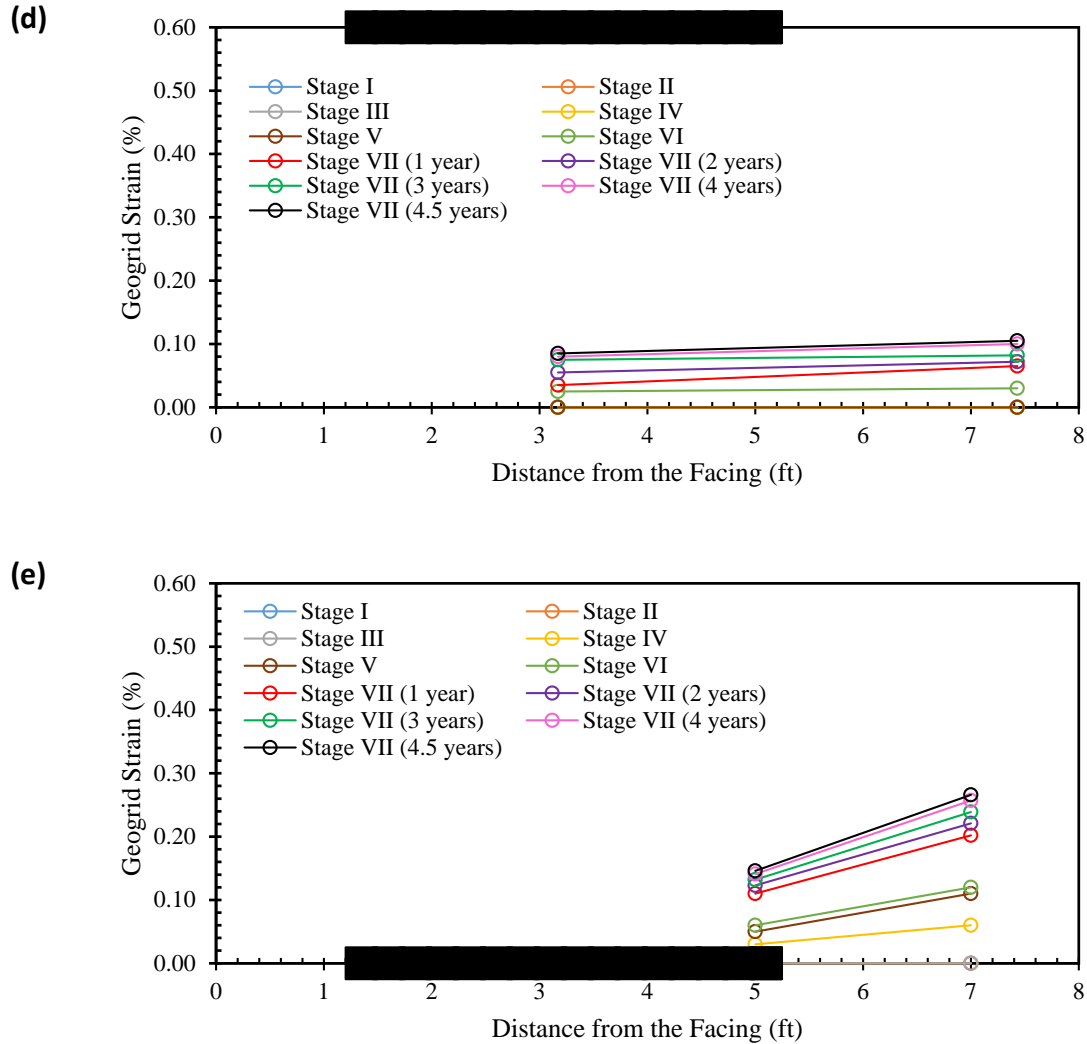 (d)
0.60
0.50
0.40
0.30
0.20
0.10
0.00
Geogrid Strain (%)
Stage I
Stage II
Stage III
Stage IV
Stage V
Stage VI
Stage VII (1 year)
Stage VII (2 years)
Stage VII (3 years)
Stage VII (4 years)
Stage VII (4.5 years)
0 1 2 3 4 5 6 7 8
Distance from the Facing (ft)
(e)
0.60
0.50
0.40
0.30
0.20
0.10
0.00
Geogrid Strain (%)
Stage I
Stage II
Stage III
Stage IV
Stage V
Stage VI
Stage VII (1 year)
Stage VII (2 years)
Stage VII (3 years)
Stage VII (4 years)
Stage VII (4.5 years)
0 1 2 3 4 5 6 7 8
Distance from the Facing (ft)